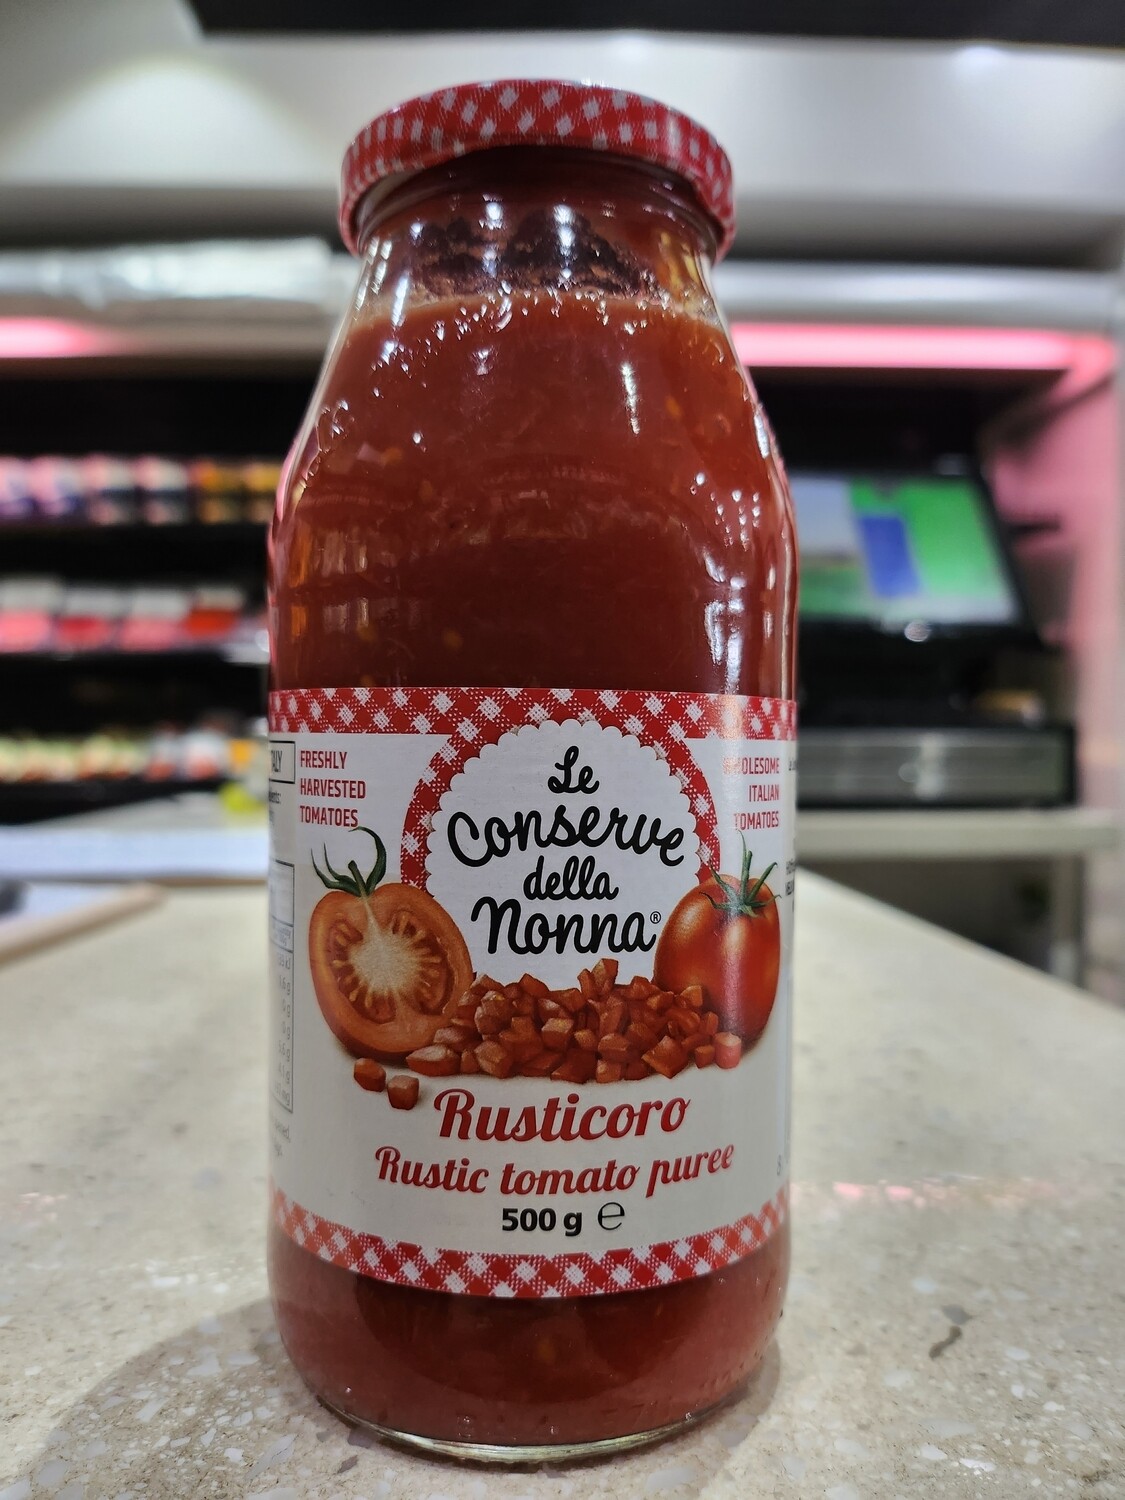 FRESHLY
HARVESTED
TOMATOES
Le
Conserve
della
Nonna®
WHOLESOME
ITALIAN
TOMATOES
Rusticoro
Rustic tomato puree
500 g ℮